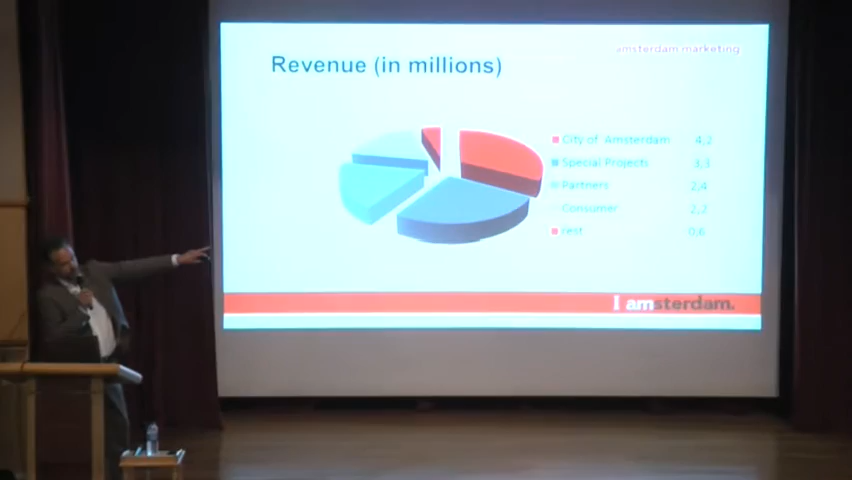 amsterdam marketing
Revenue (in millions)
City of Amsterdam 4,2
Special Projects 3,3
Partners 2,4
Consumer 2,2
rest 0,6
I amsterdam.